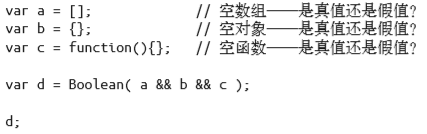 var a = [];             // 空数组——是真值还是假值?
var b = {};             // 空对象——是真值还是假值?
var c = function(){};   // 空函数——是真值还是假值?
var d = Boolean( a && b && c );
d;